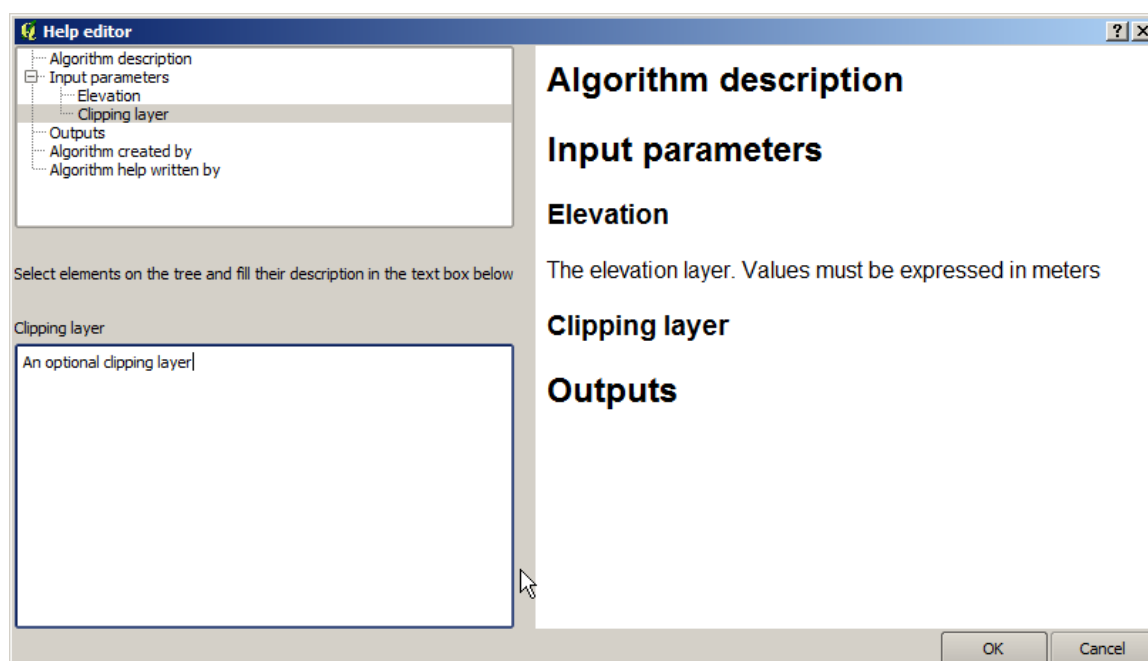 Help editor
Algorithm description
Input parameters
Elevation
Clipping layer
Outputs
Algorithm created by
Algorithm help written by
Select elements on the tree and fill their description in the text box below
Clipping layer
An optional clipping layer
Algorithm description
Input parameters
Elevation
The elevation layer. Values must be expressed in meters
Clipping layer
Outputs
OK
Cancel